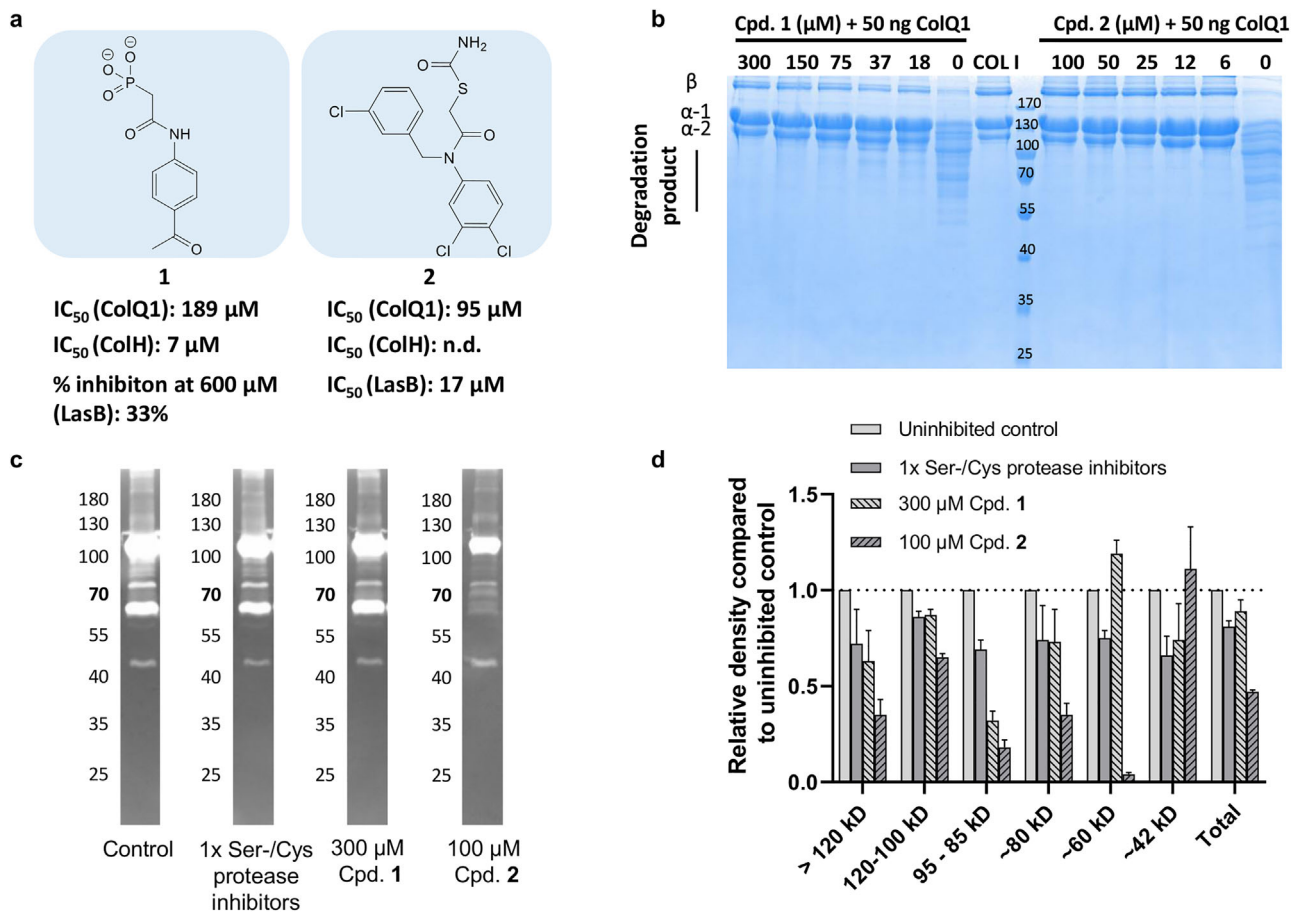 a
O⊖
⊖O
P
O
O
NH
O
O
NH₂
O
S
Cl
O
N
Cl
Cl
1
2
IC₅₀ (ColQ1): 189 µM
IC₅₀ (ColH): 7 µM
% inhibiton at 600 µM
(LasB): 33%
IC₅₀ (ColQ1): 95 µM
IC₅₀ (ColH): n.d.
IC₅₀ (LasB): 17 µM
b
Cpd. 1 (µM) + 50 ng ColQ1
Cpd. 2 (µM) + 50 ng ColQ1
300 150 75 37 18 0 COL I 100 50 25 12 6 0
β
α-1
α-2
Degradation
product
170
130
100
70
55
40
35
25
c
180
130
100
70
55
40
35
25
Control
180
130
100
70
55
40
35
25
1x Ser-/Cys
protease
inhibitors
180
130
100
70
55
40
35
25
300 µM
Cpd. 1
180
130
100
70
55
40
35
25
100 µM
Cpd. 2
d
Uninhibited control
1x Ser-/Cys protease inhibitors
300 µM Cpd. 1
100 µM Cpd. 2
Relative density compared
to uninhibited control
1.5
1.0
0.5
0.0
> 120 kD
120-100 kD
95 - 85 kD
~80 kD
~60 kD
~42 kD
Total